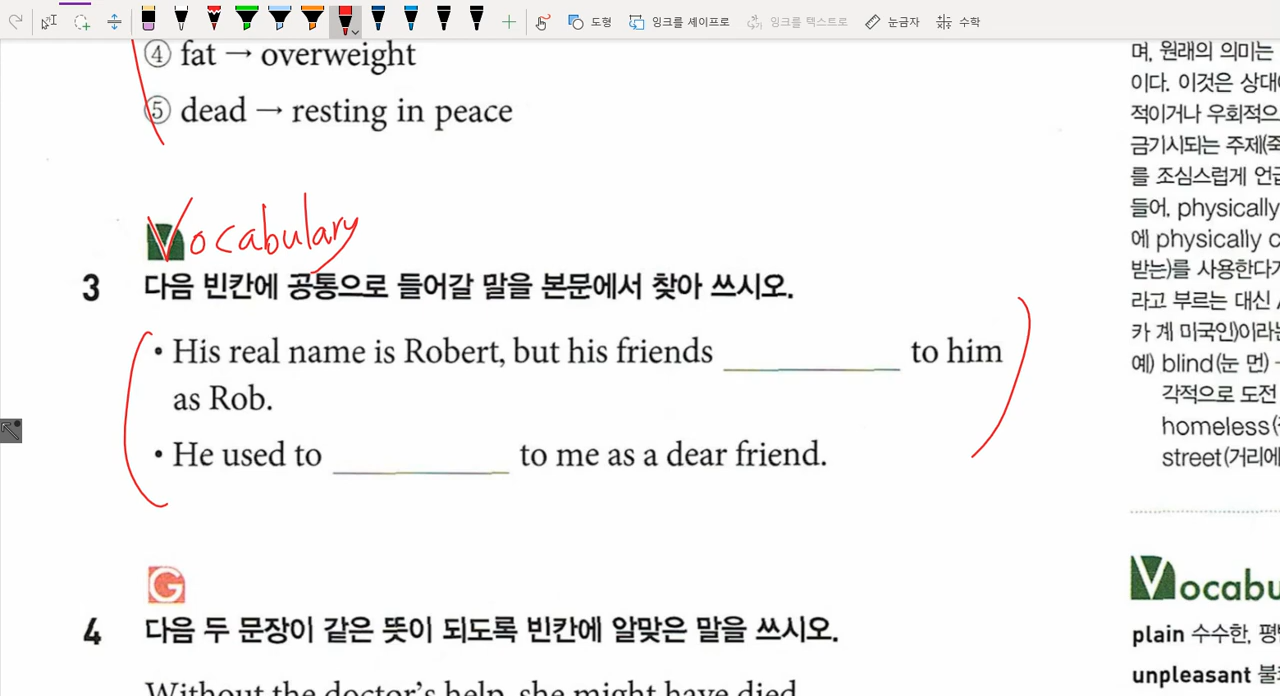 도형 잉크를 셰이프로 잉크를 텍스트로 눈금자 수학
④ fat → overweight
⑤ dead → resting in peace
Vocabulary
3 다음 빈칸에 공통으로 들어갈 말을 본문에서 찾아 쓰시오.
• His real name is Robert, but his friends __________ to him
as Rob.
• He used to __________ to me as a dear friend.
G
4 다음 두 문장이 같은 뜻이 되도록 빈칸에 알맞은 말을 쓰시오.
Without the doctor's help, she might have died
며, 원래의 의미는
이다. 이것은 상대
적이거나 우회적으
금기시되는 주제(죽
를 조심스럽게 언급
들어, physically
에 physically c
받는)를 사용한다
라고 부르는 대신
카 계 미국인)이라는
예) blind(눈 먼)
각적으로 도전
homeless(
street(거리에
Vocabu
plain 수수한, 평
unpleasant 불